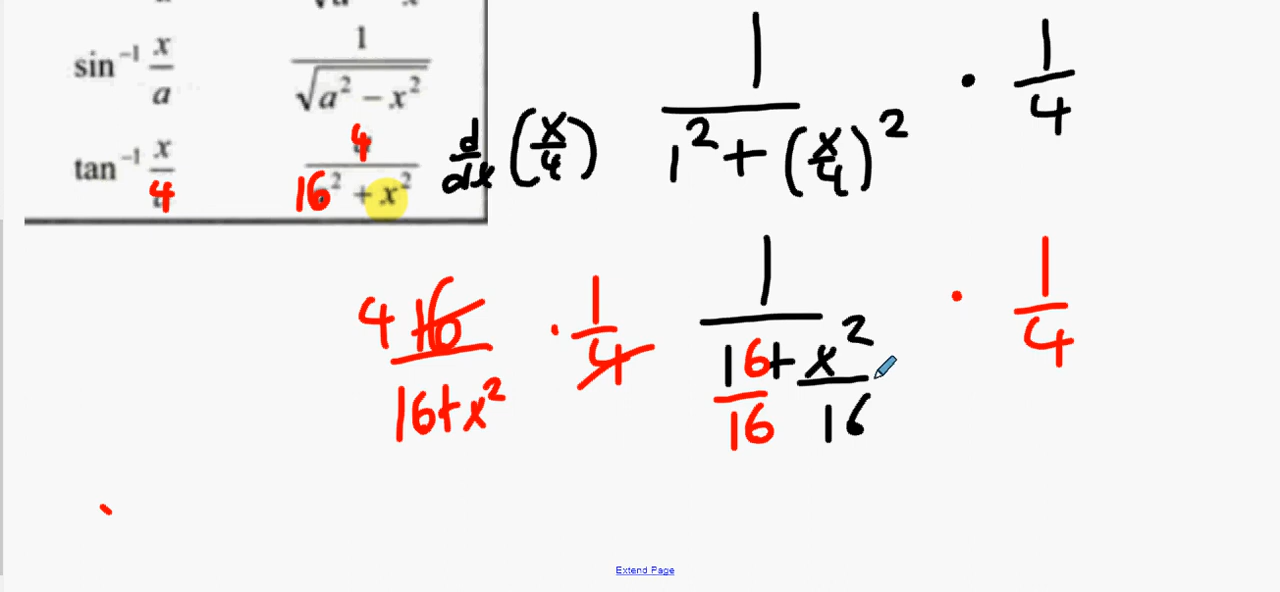 sin⁻¹ x/a    1/√(a² − x²)
tan⁻¹ x/4    4/(16² + x²)    d/dx (x/4)    1/(1² + (x/4)²) · 1/4
4 16/(16+x²) · 1/4    1/(16/16 + x²/16) · 1/4
Extend Page